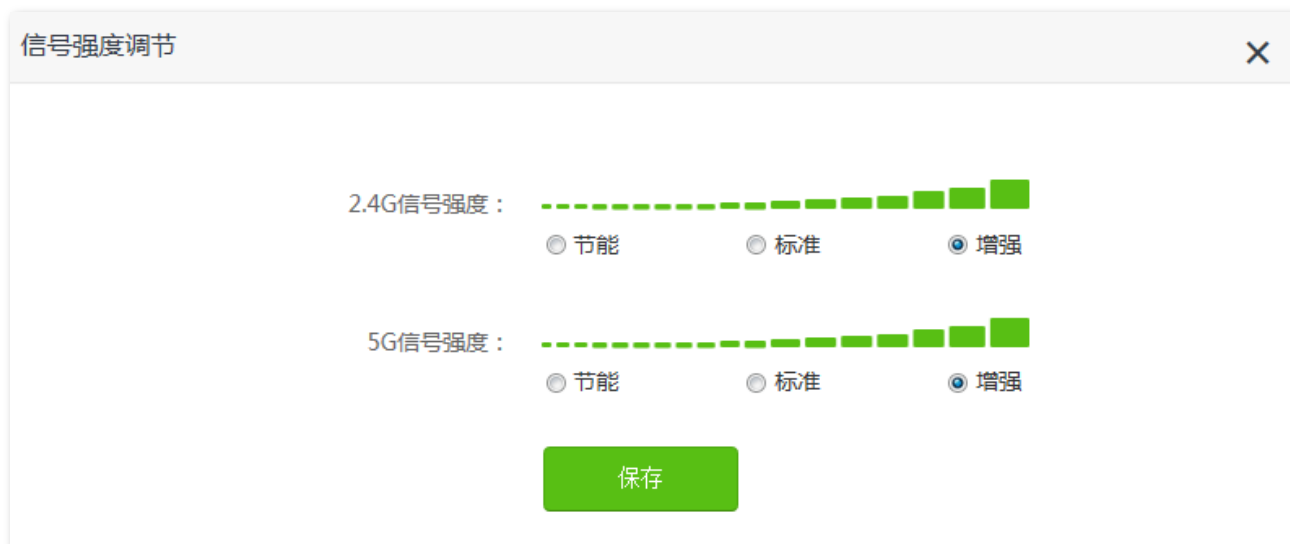 信号强度调节
2.4G信号强度：
节能 标准 增强
5G信号强度：
节能 标准 增强
保存